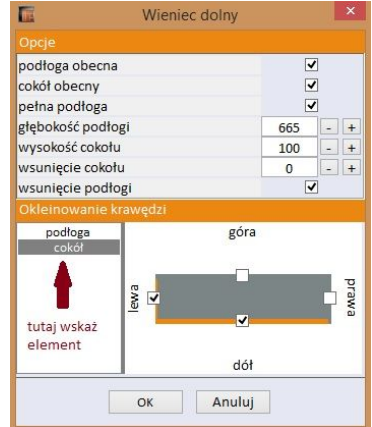 Wieniec dolny
Opcje
podłoga obecna
cokół obecny
pełna podłoga
głębokość podłogi 665 - +
wysokość cokołu 100 - +
wsunięcie cokołu 0 - +
wsunięcie podłogi
Okleinowanie krawędzi
podłoga
cokół
tutaj wskaż
element
góra
lewa
prawa
dół
OK Anuluj